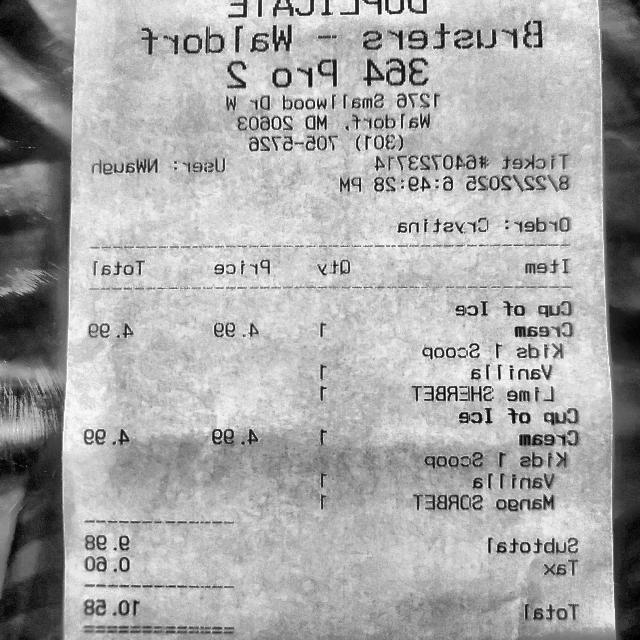 DUPLICATE
Brusters - Waldorf
364 Pro 2
1276 Smallwood Dr W
Waldorf, MD 20603
(301) 706-5726
Ticket #640723714 User: NWaugh
8/22/2025 6:49:28 PM
Order: Crystina
Item Qty Price Total
Cup of Ice
Cream 1 4.99 4.99
Kids 1 Scoop
Vanilla 1
Lime SHERBET 1
Cup of Ice
Cream 1 4.99 4.99
Kids 1 Scoop
Vanilla 1
Mango SORBET 1
Subtotal 9.98
Tax 0.60
Total 10.58